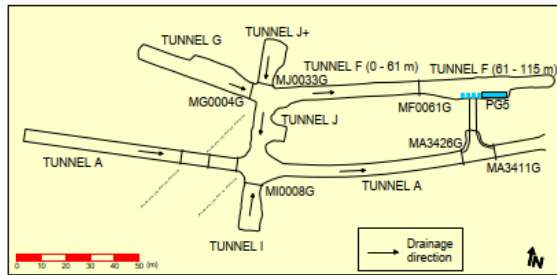 TUNNEL J+
TUNNEL G
TUNNEL F (0 - 61 m)
TUNNEL F (61 - 115 m)
MJ0033G
MG0004G
MF0061G
PG5
TUNNEL J
MA3426G
TUNNEL A
MA3411G
MI0008G
TUNNEL A
TUNNEL I
0 10 20 30 40 50 (m)
Drainage
direction
N